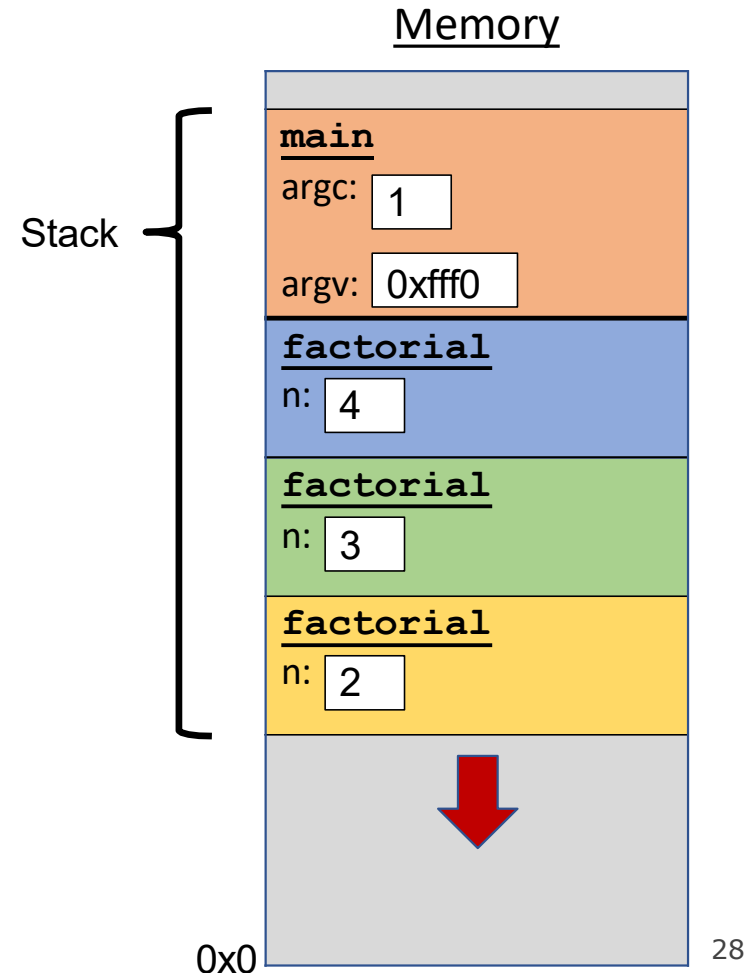 Memory
main
argc: 1
Stack
argv: 0xfff0
factorial
n: 4
factorial
n: 3
factorial
n: 2
0x0
28